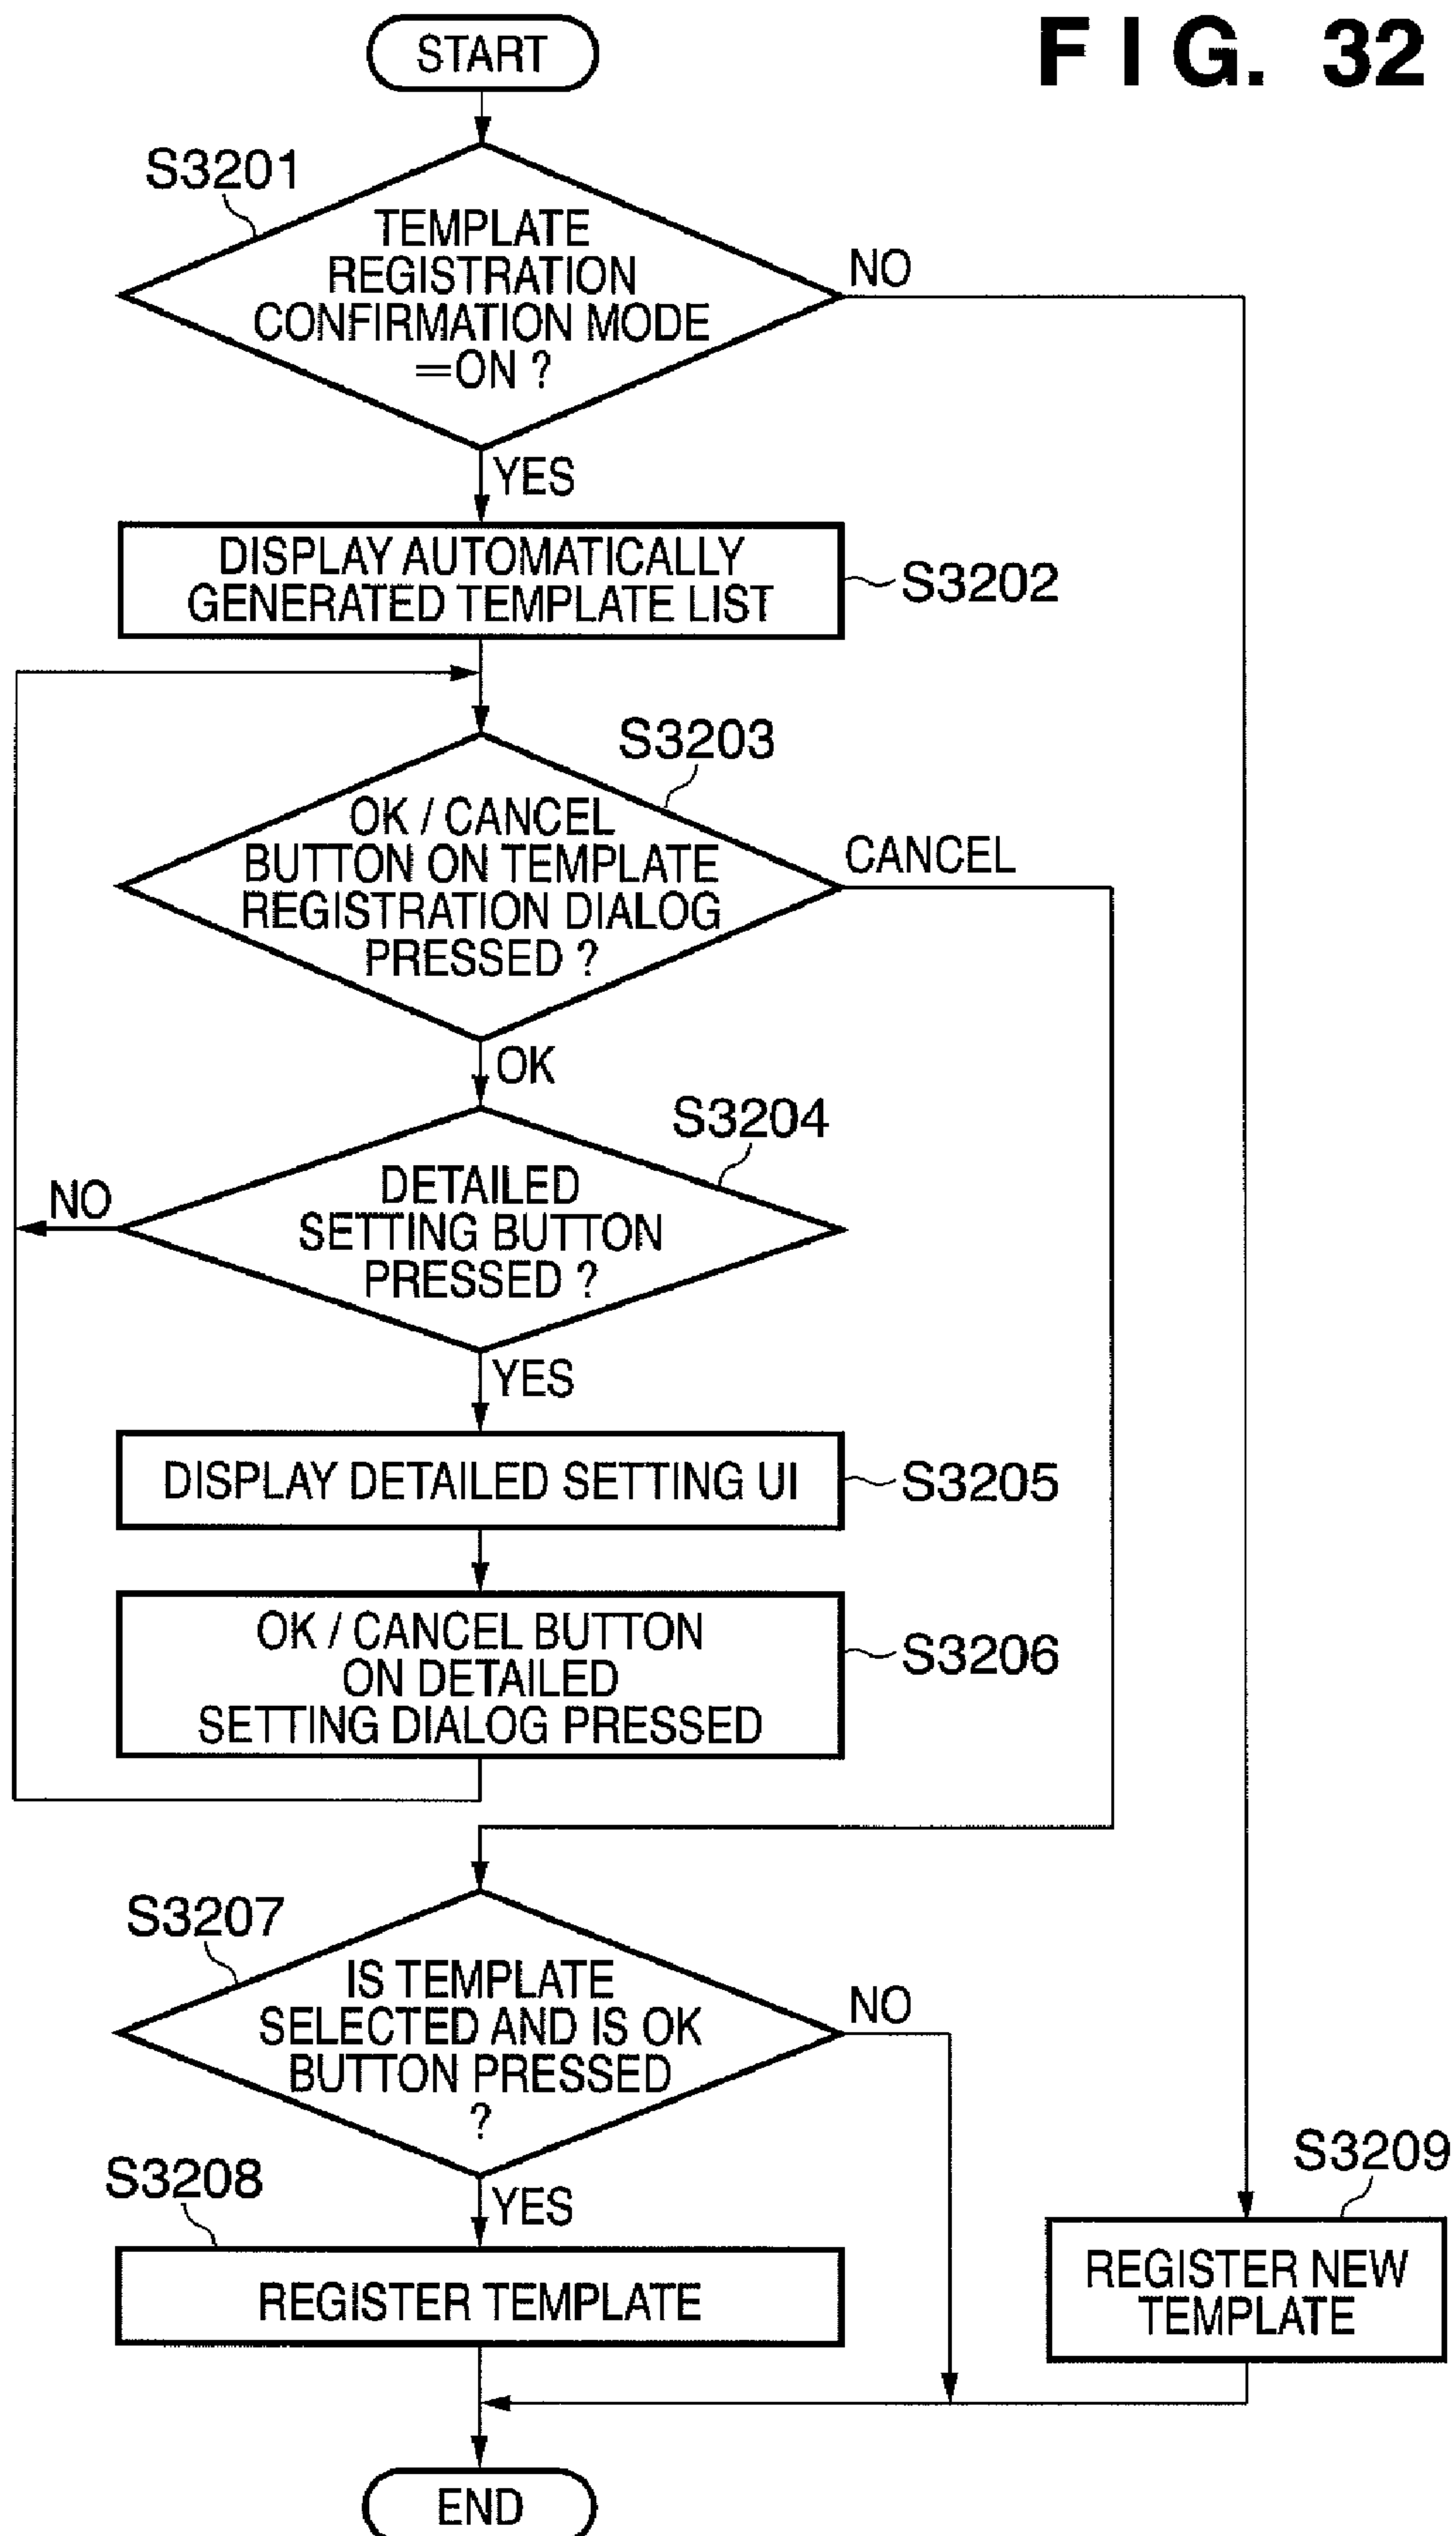 FIG. 32
START
S3201
TEMPLATE
REGISTRATION
CONFIRMATION MODE
=ON ?
NO
YES
DISPLAY AUTOMATICALLY
GENERATED TEMPLATE LIST
S3202
S3203
OK / CANCEL
BUTTON ON TEMPLATE
REGISTRATION DIALOG
PRESSED ?
CANCEL
OK
S3204
DETAILED
SETTING BUTTON
PRESSED ?
NO
YES
DISPLAY DETAILED SETTING UI
S3205
OK / CANCEL BUTTON
ON DETAILED
SETTING DIALOG PRESSED
S3206
S3207
IS TEMPLATE
SELECTED AND IS OK
BUTTON PRESSED
?
NO
YES
S3208
REGISTER TEMPLATE
S3209
REGISTER NEW
TEMPLATE
END